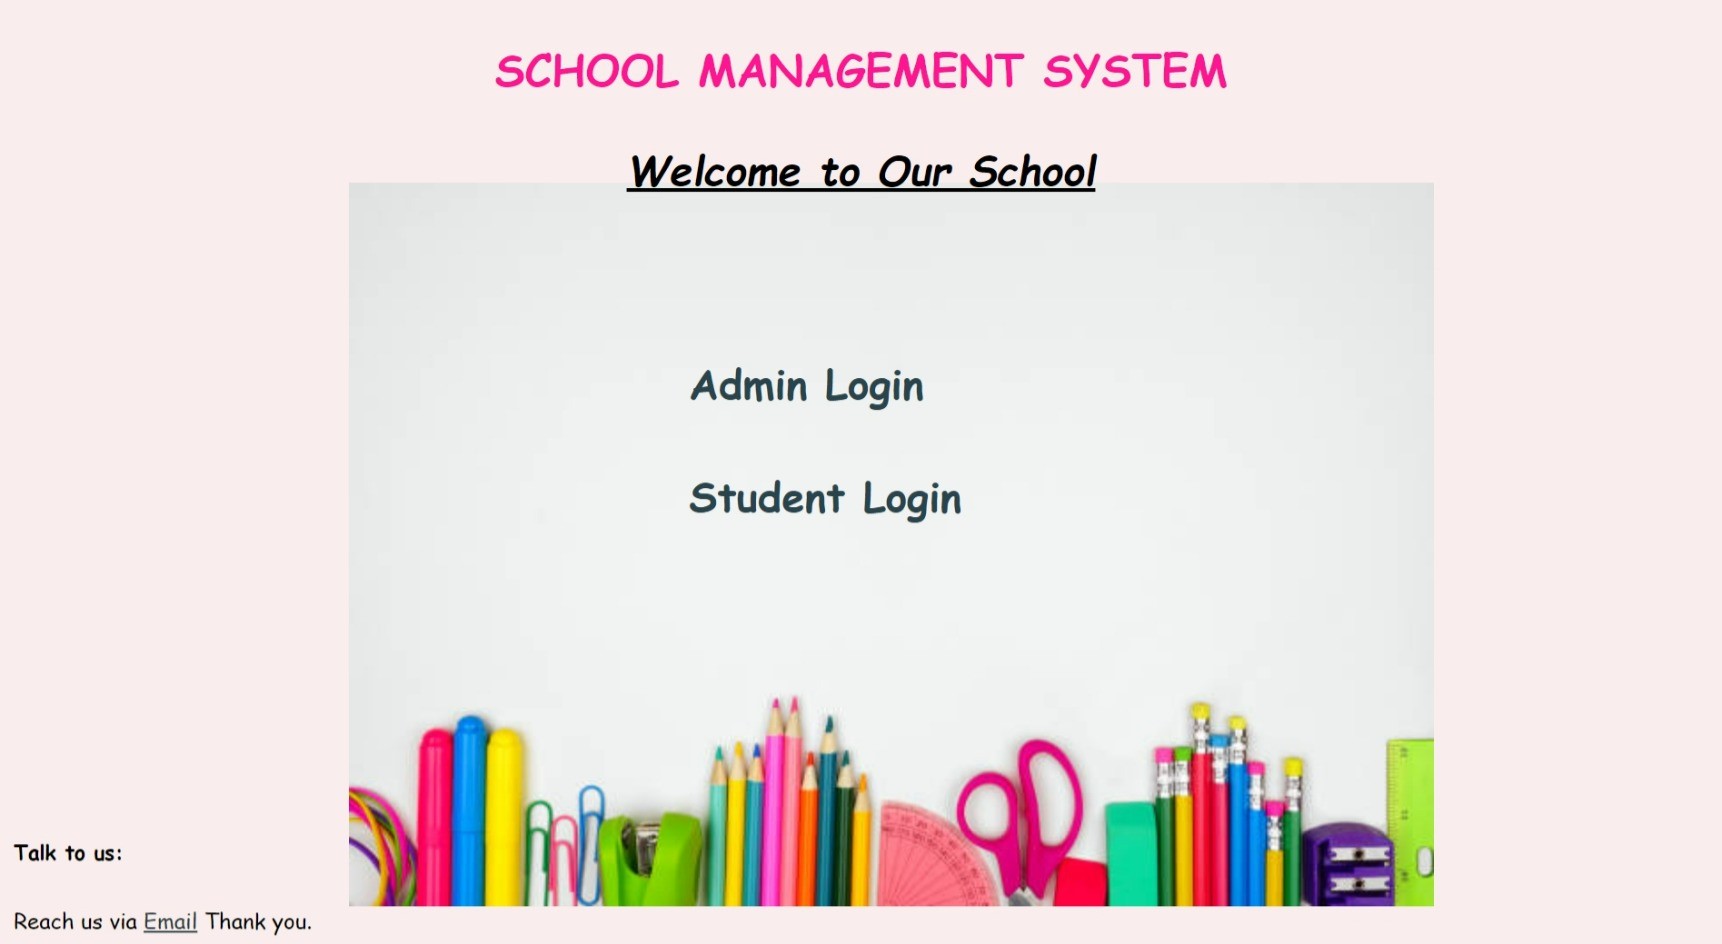 SCHOOL MANAGEMENT SYSTEM
Welcome to Our School
Admin Login
Student Login
Talk to us:
Reach us via Email Thank you.